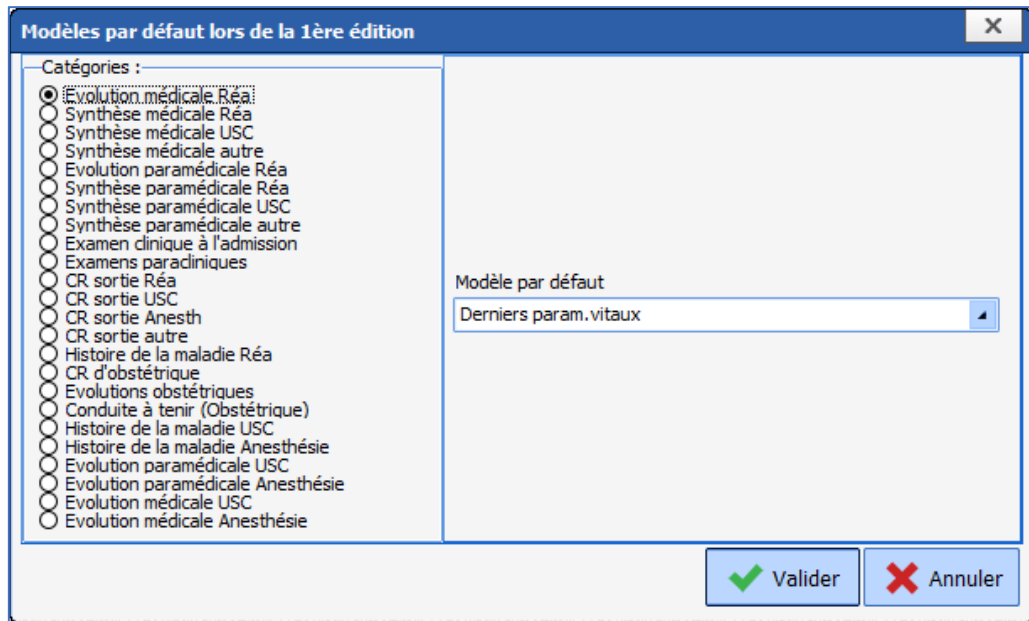 Modèles par défaut lors de la 1ère édition
Catégories :
Evolution médicale Réa
Synthèse médicale Réa
Synthèse médicale USC
Synthèse médicale autre
Evolution paramédicale Réa
Synthèse paramédicale Réa
Synthèse paramédicale USC
Synthèse paramédicale autre
Examen clinique à l'admission
Examens paracliniques
CR sortie Réa
CR sortie USC
CR sortie Anesth
CR sortie autre
Histoire de la maladie Réa
CR d'obstétrique
Evolutions obstétriques
Conduite à tenir (Obstétrique)
Histoire de la maladie USC
Histoire de la maladie Anesthésie
Evolution paramédicale USC
Evolution paramédicale Anesthésie
Evolution médicale USC
Evolution médicale Anesthésie
Modèle par défaut
Derniers param.vitaux
Valider
Annuler